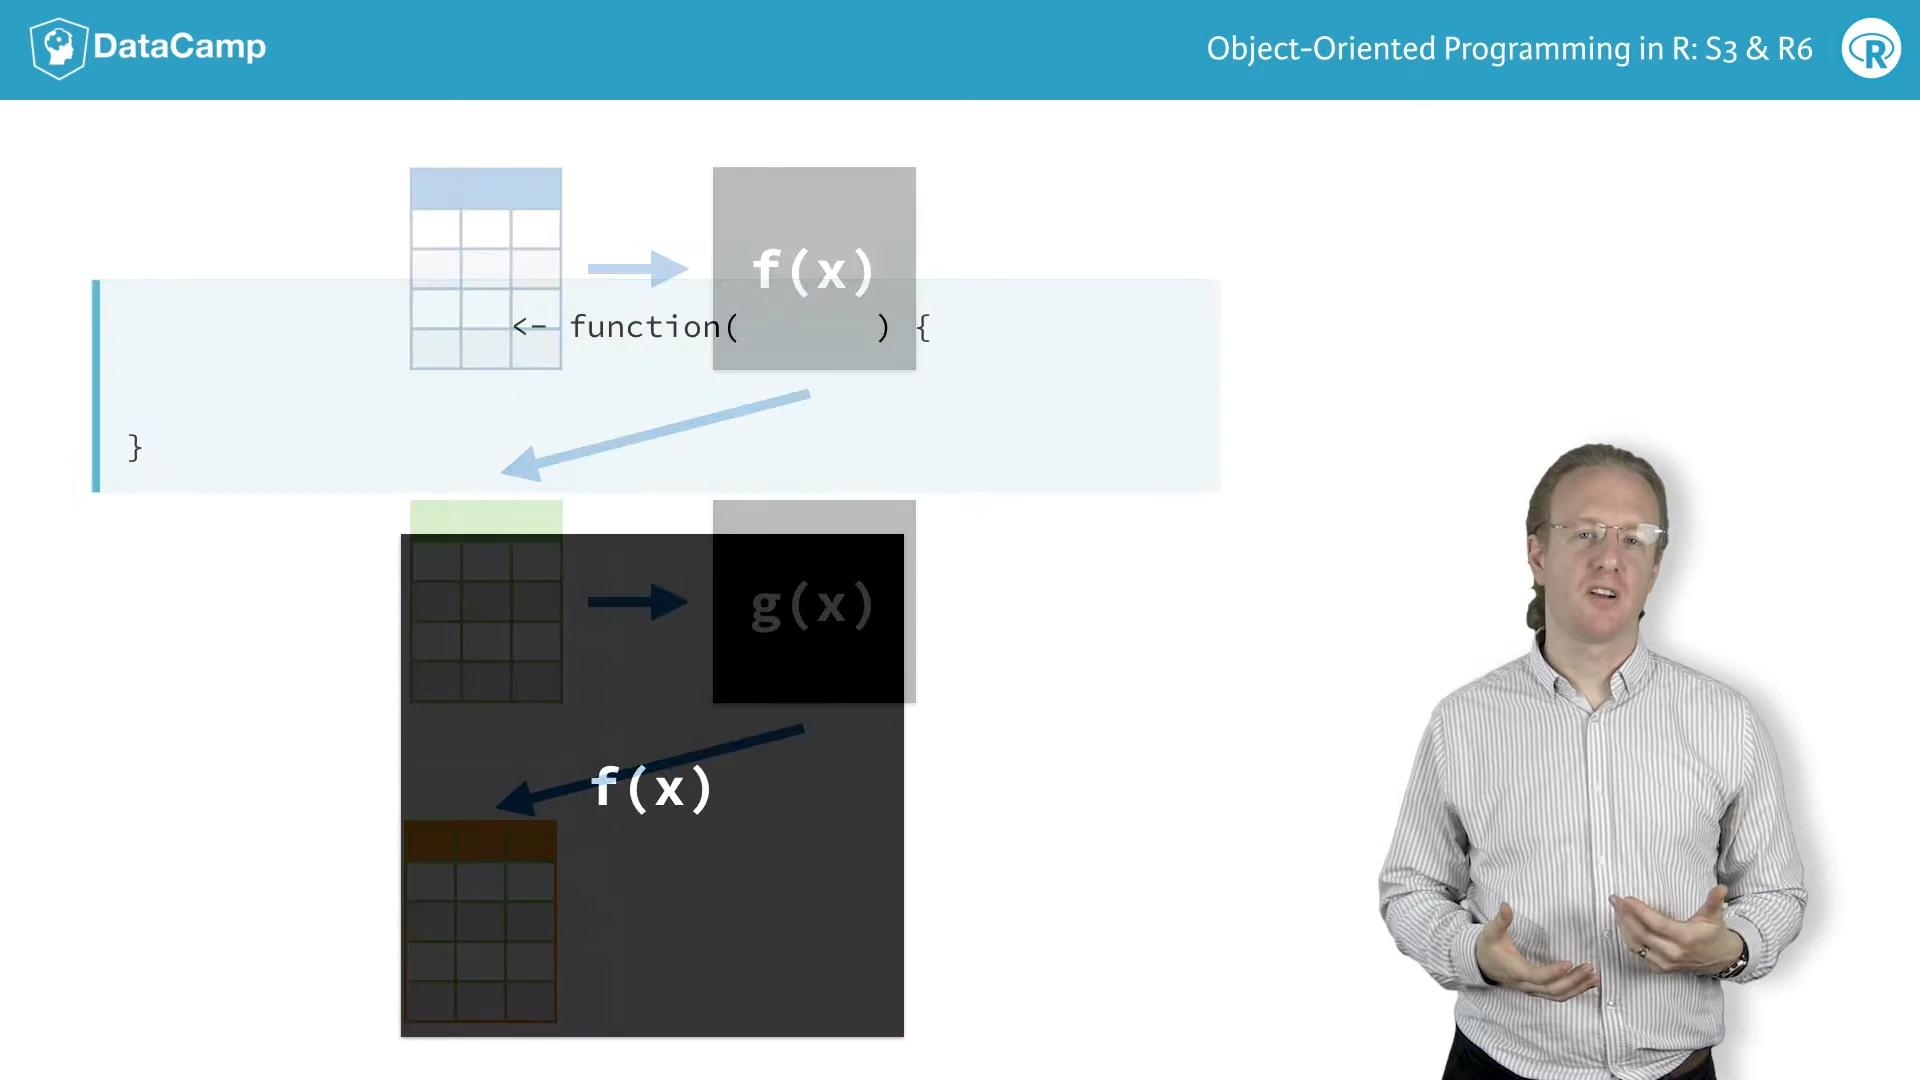 DataCamp
Object-Oriented Programming in R: S3 & R6
R
f(x)
<- function( ) {
}
g(x)
f(x)